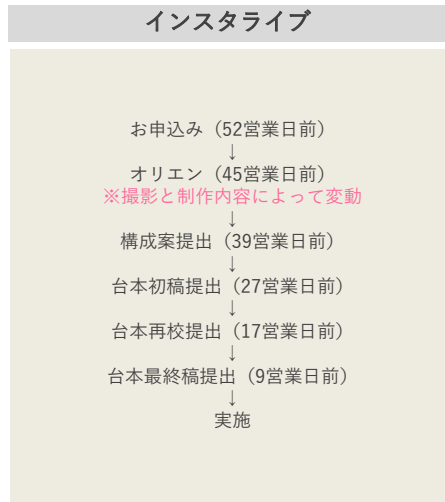 インスタライブ
お申込み（52営業日前）
↓
オリエン（45営業日前）
※撮影と制作内容によって変動
↓
構成案提出（39営業日前）
↓
台本初稿提出（27営業日前）
↓
台本再校提出（17営業日前）
↓
台本最終稿提出（9営業日前）
↓
実施